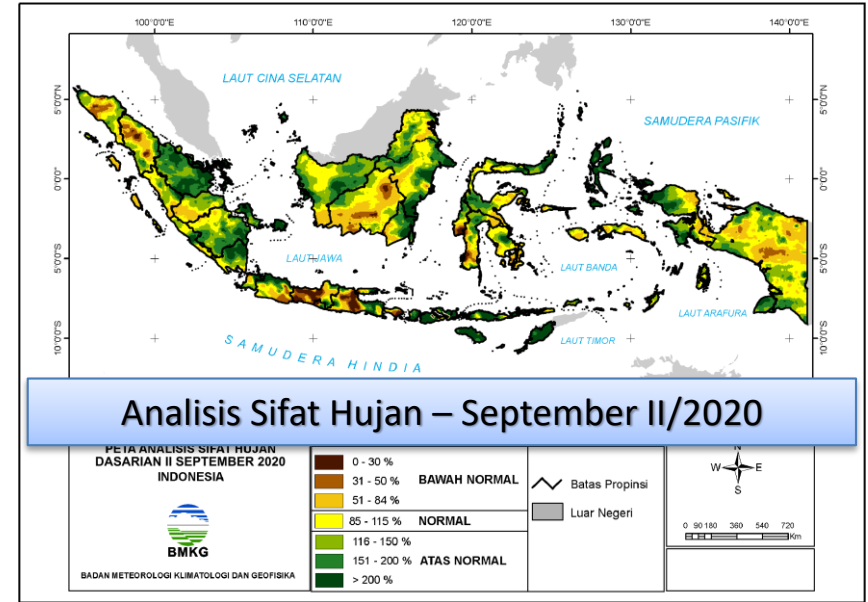 100°0'0"E 110°0'0"E 120°0'0"E 130°0'0"E 140°0'0"E
5°0'0"N 5°0'0"N
0°0'0" 0°0'0"
5°0'0"S 5°0'0"S
10°0'0"S 10°0'0"S
LAUT CINA SELATAN
SAMUDERA PASIFIK
LAUT JAWA
LAUT BANDA
LAUT ARAFURA
LAUT TIMOR
SAMUDERA HINDIA
Analisis Sifat Hujan – September II/2020
PETA ANALISIS SIFAT HUJAN
DASARIAN II SEPTEMBER 2020
INDONESIA
BMKG
BADAN METEOROLOGI KLIMATOLOGI DAN GEOFISIKA
0 - 30 %
31 - 50 % BAWAH NORMAL
51 - 84 %
85 - 115 % NORMAL
116 - 150 %
151 - 200 % ATAS NORMAL
> 200 %
Batas Propinsi
Luar Negeri
N
W E
S
0 90 180 360 540 720
Km